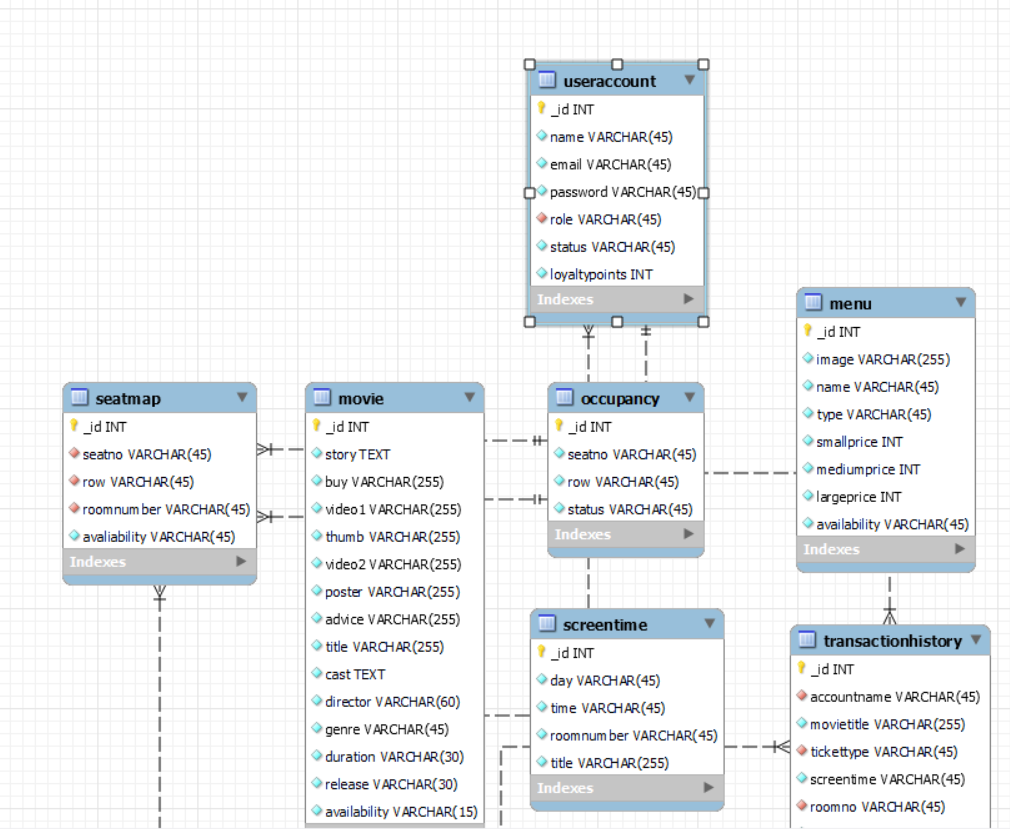 useraccount
_id INT
name VARCHAR(45)
email VARCHAR(45)
password VARCHAR(45)
role VARCHAR(45)
status VARCHAR(45)
loyaltypoints INT
Indexes
menu
_id INT
image VARCHAR(255)
name VARCHAR(45)
type VARCHAR(45)
smallprice INT
mediumprice INT
largeprice INT
availability VARCHAR(45)
Indexes
seatmap
_id INT
seatno VARCHAR(45)
row VARCHAR(45)
roomnumber VARCHAR(45)
avaliability VARCHAR(45)
Indexes
movie
_id INT
story TEXT
buy VARCHAR(255)
video1 VARCHAR(255)
thumb VARCHAR(255)
video2 VARCHAR(255)
poster VARCHAR(255)
advice VARCHAR(255)
title VARCHAR(255)
cast TEXT
director VARCHAR(60)
genre VARCHAR(45)
duration VARCHAR(30)
release VARCHAR(30)
availability VARCHAR(15)
occupancy
_id INT
seatno VARCHAR(45)
row VARCHAR(45)
status VARCHAR(45)
Indexes
screentime
_id INT
day VARCHAR(45)
time VARCHAR(45)
roomnumber VARCHAR(45)
title VARCHAR(255)
Indexes
transactionhistory
_id INT
accountname VARCHAR(45)
movietitle VARCHAR(255)
tickettype VARCHAR(45)
screentime VARCHAR(45)
roomno VARCHAR(45)